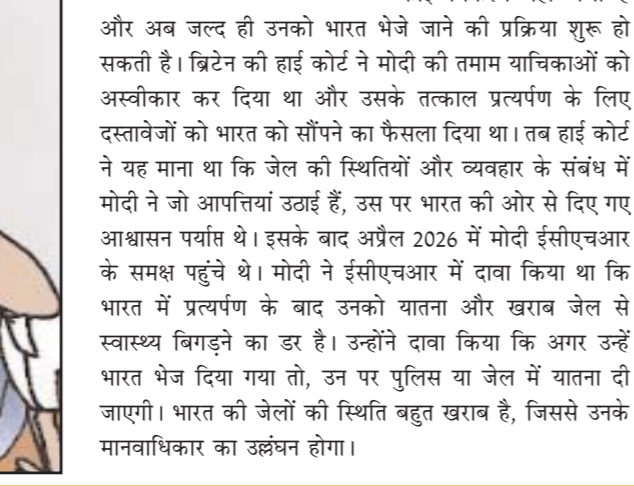 और अब जल्द ही उनको भारत भेजे जाने की प्रक्रिया शुरू हो
सकती है। ब्रिटेन की हाई कोर्ट ने मोदी की तमाम याचिकाओं को
अस्वीकार कर दिया था और उसके तत्काल प्रत्यर्पण के लिए
दस्तावेजों को भारत को सौंपने का फैसला दिया था। तब हाई कोर्ट
ने यह माना था कि जेल की स्थितियों और व्यवहार के संबंध में
मोदी ने जो आपत्तियां उठाई हैं, उस पर भारत की ओर से दिए गए
आश्वासन पर्याप्त थे। इसके बाद अप्रैल 2026 में मोदी ईसीएचआर
के समक्ष पहुंचे थे। मोदी ने ईसीएचआर में दावा किया था कि
भारत में प्रत्यर्पण के बाद उनको यातना और खराब जेल से
स्वास्थ्य बिगड़ने का डर है। उन्होंने दावा किया कि अगर उन्हें
भारत भेज दिया गया तो, उन पर पुलिस या जेल में यातना दी
जाएगी। भारत की जेलों की स्थिति बहुत खराब है, जिससे उनके
मानवाधिकार का उल्लंघन होगा।